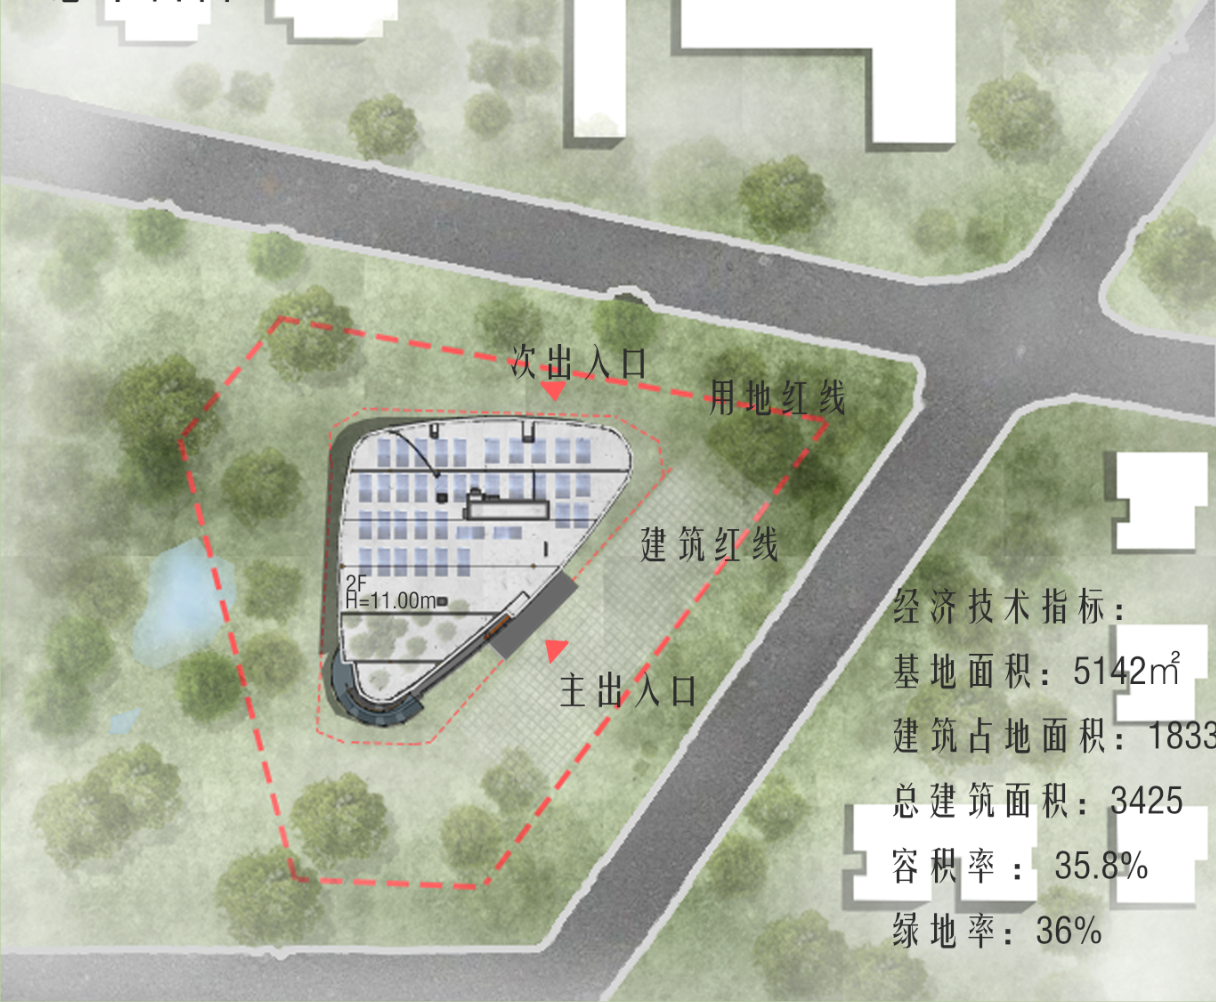 次出入口
用地红线
建筑红线
2F
H=11.00m
主出入口
经济技术指标：
基地面积：5142㎡
建筑占地面积：1833
总建筑面积：3425
容积率：35.8%
绿地率：36%